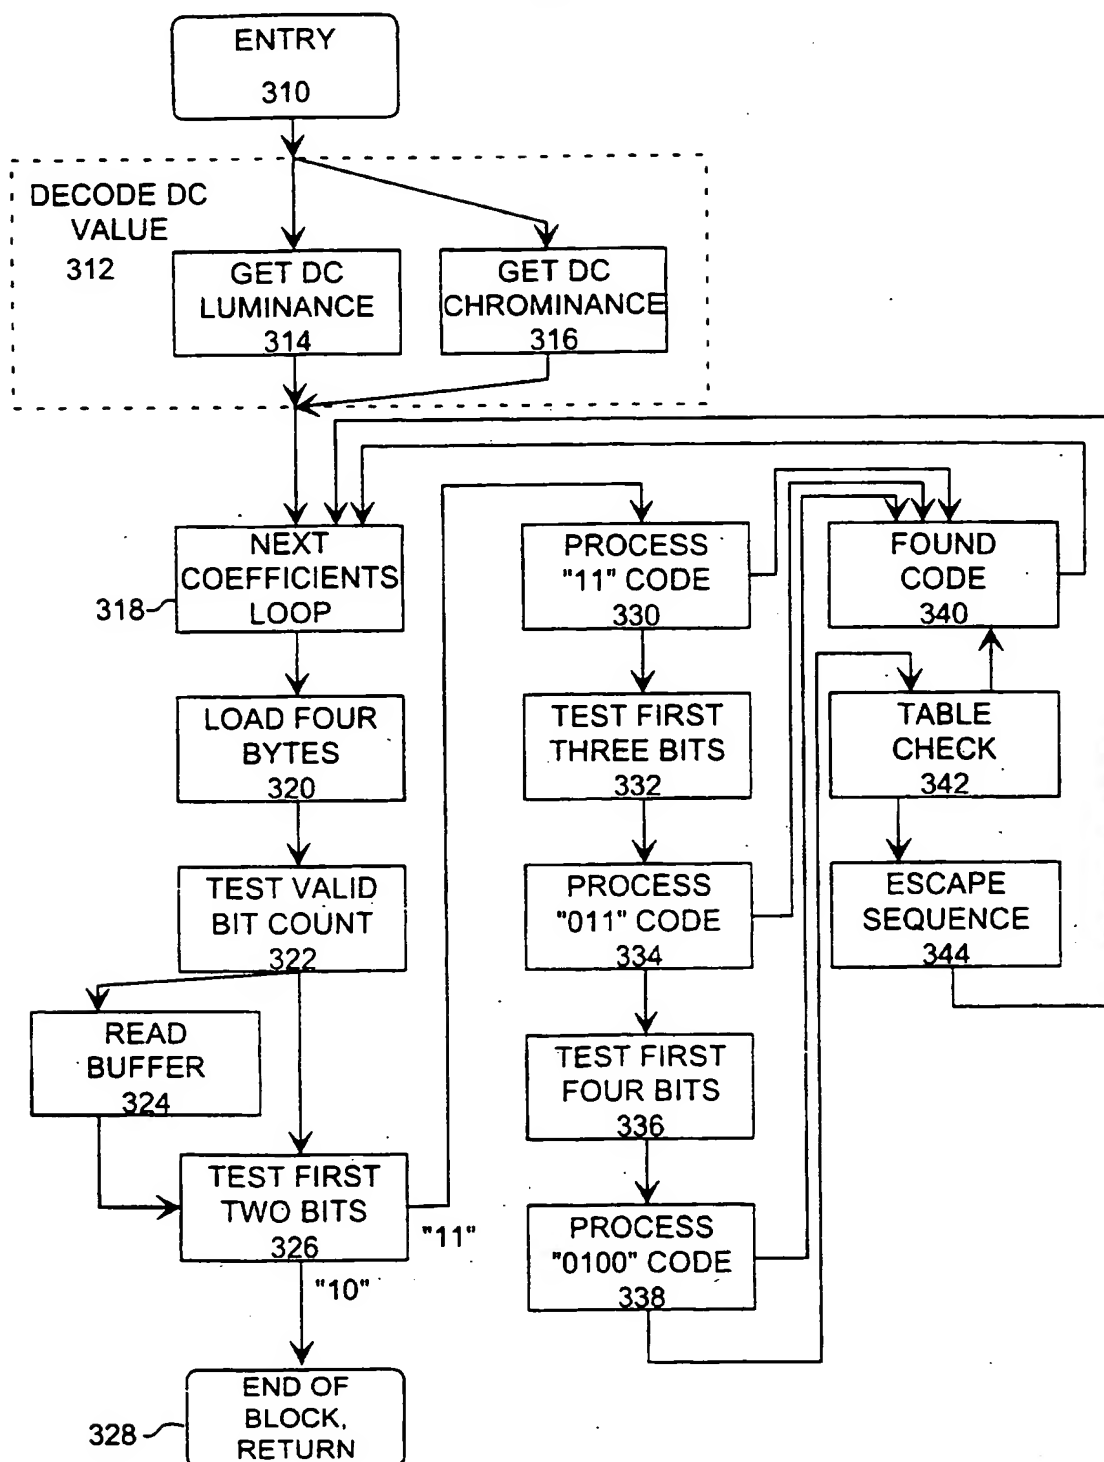 ENTRY
310
DECODE DC
VALUE
312
GET DC
LUMINANCE
314
GET DC
CHROMINANCE
316
NEXT
COEFFICIENTS
LOOP
318
LOAD FOUR
BYTES
320
TEST VALID
BIT COUNT
322
READ
BUFFER
324
TEST FIRST
TWO BITS
326
"11"
"10"
END OF
BLOCK,
RETURN
328
PROCESS
"11" CODE
330
TEST FIRST
THREE BITS
332
PROCESS
"011" CODE
334
TEST FIRST
FOUR BITS
336
PROCESS
"0100" CODE
338
FOUND
CODE
340
TABLE
CHECK
342
ESCAPE
SEQUENCE
344